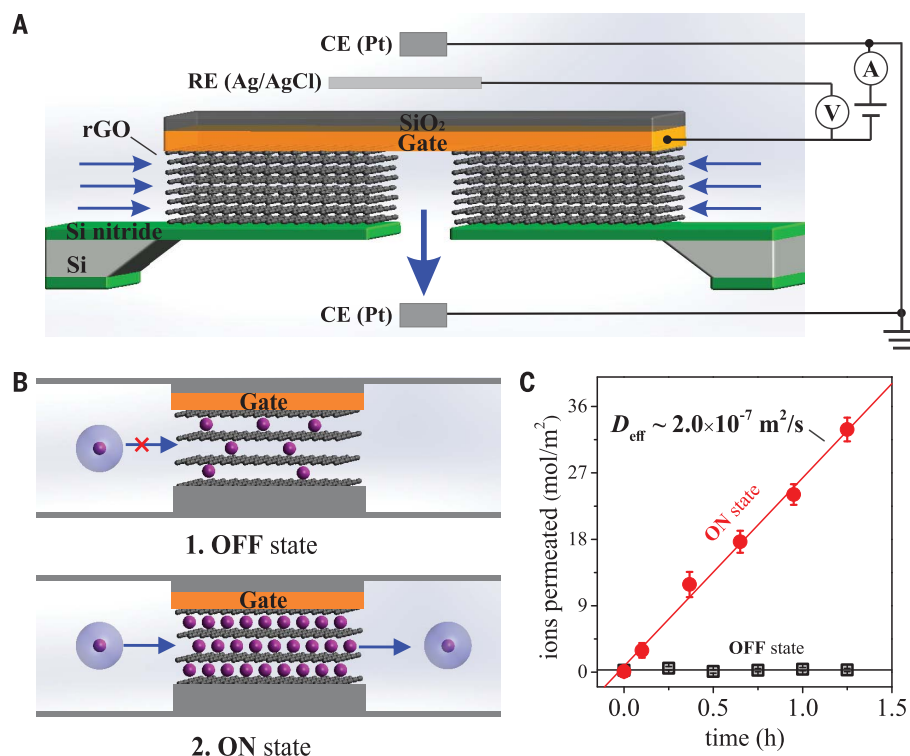 A
CE (Pt)
RE (Ag/AgCl)
A
V
rGO
SiO₂
Gate
Si nitride
Si
CE (Pt)
B
Gate
1. OFF state
Gate
2. ON state
C
ions permeated (mol/m²)
36
27
18
9
0
D_eff ~ 2.0×10⁻⁷ m²/s
ON state
OFF state
0.0 0.5 1.0 1.5
time (h)